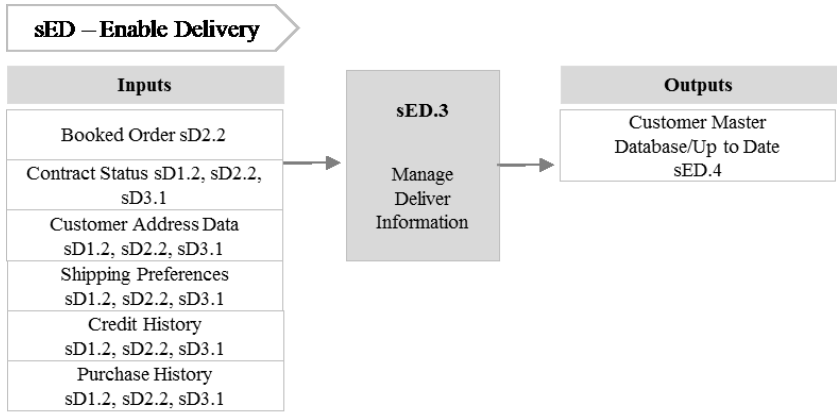 sED – Enable Delivery
Inputs
Booked Order sD2.2
Contract Status sD1.2, sD2.2,
sD3.1
Customer Address Data
sD1.2, sD2.2, sD3.1
Shipping Preferences
sD1.2, sD2.2, sD3.1
Credit History
sD1.2, sD2.2, sD3.1
Purchase History
sD1.2, sD2.2, sD3.1
sED.3
Manage
Deliver
Information
Outputs
Customer Master
Database/Up to Date
sED.4